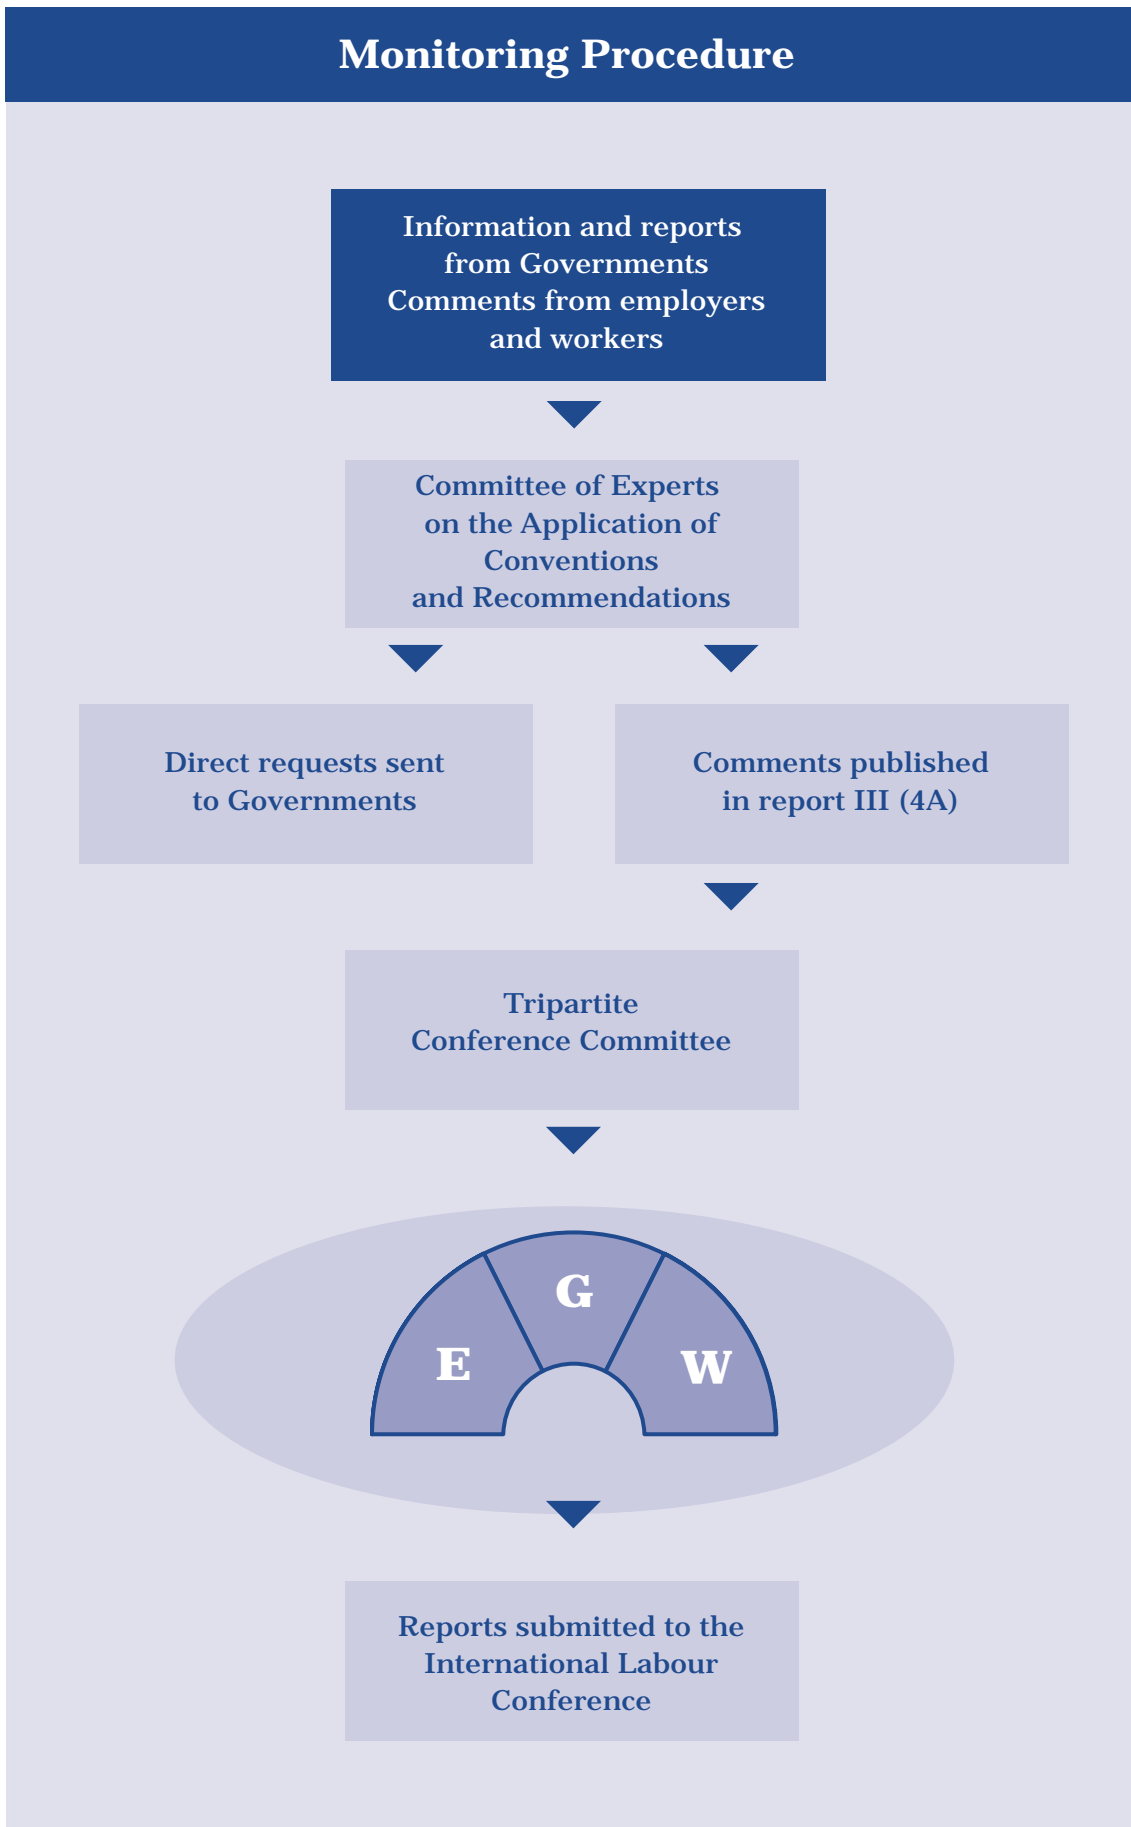 Monitoring Procedure
Information and reports
from Governments
Comments from employers
and workers
Committee of Experts
on the Application of
Conventions
and Recommendations
Direct requests sent
to Governments
Comments published
in report III (4A)
Tripartite
Conference Committee
G
E
W
Reports submitted to the
International Labour
Conference